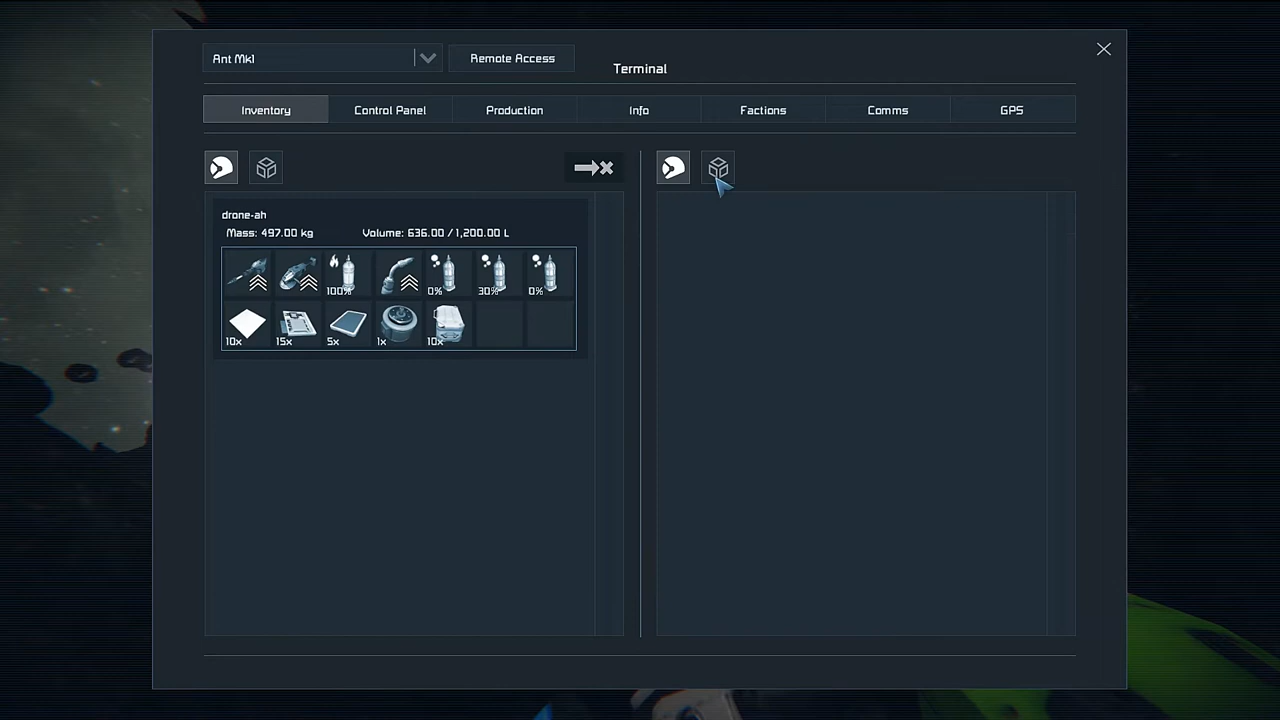 Ant Mk1
Remote Access
Terminal
Inventory
Control Panel
Production
Info
Factions
Comms
GPS
drone-ah
Mass: 497.00 kg
Volume: 636.00 / 1,200.00 L
100%
0%
30%
0%
10x
15x
5x
1x
10x